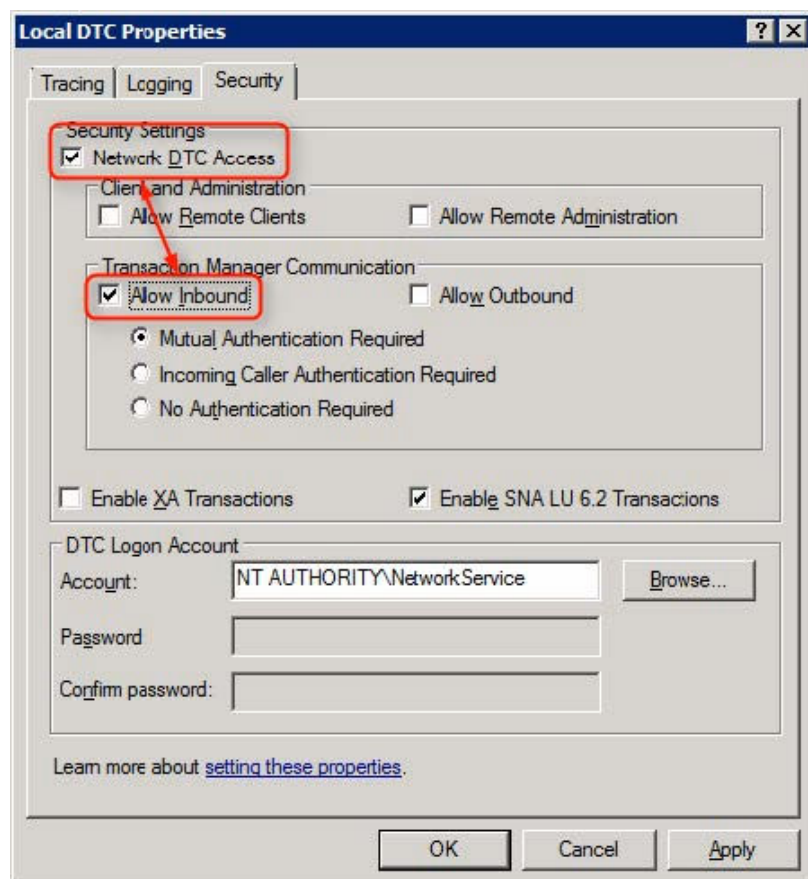 Local DTC Properties
Tracing Logging Security
Security Settings
Network DTC Access
Client and Administration
Allow Remote Clients Allow Remote Administration
Transaction Manager Communication
Allow Inbound Allow Outbound
Mutual Authentication Required
Incoming Caller Authentication Required
No Authentication Required
Enable XA Transactions Enable SNA LU 6.2 Transactions
DTC Logon Account
Account: NT AUTHORITY\NetworkService Browse...
Password
Confirm password:
Learn more about setting these properties.
OK Cancel Apply